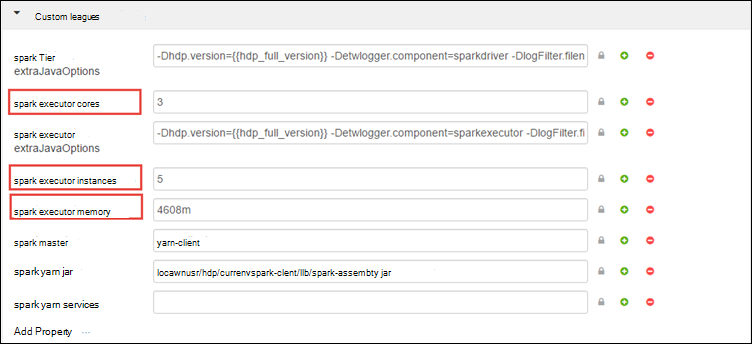 Custom leagues
spark Tier
extraJavaOptions
-Dhdp.version={{hdp_full_version}} -Detwlogger.component=sparkdriver -DlogFilter.filen
spark executor cores
3
spark executor
extraJavaOptions
-Dhdp.version={{hdp_full_version}} -Detwlogger.component=sparkexecutor -DlogFilter.fi
spark executor instances
5
spark executor memory
4608m
spark master
yarn-client
spark yarn jar
locawnusr/hdp/currenvspark-clent/llb/spark-assembty jar
spark yarn services
Add Property ...